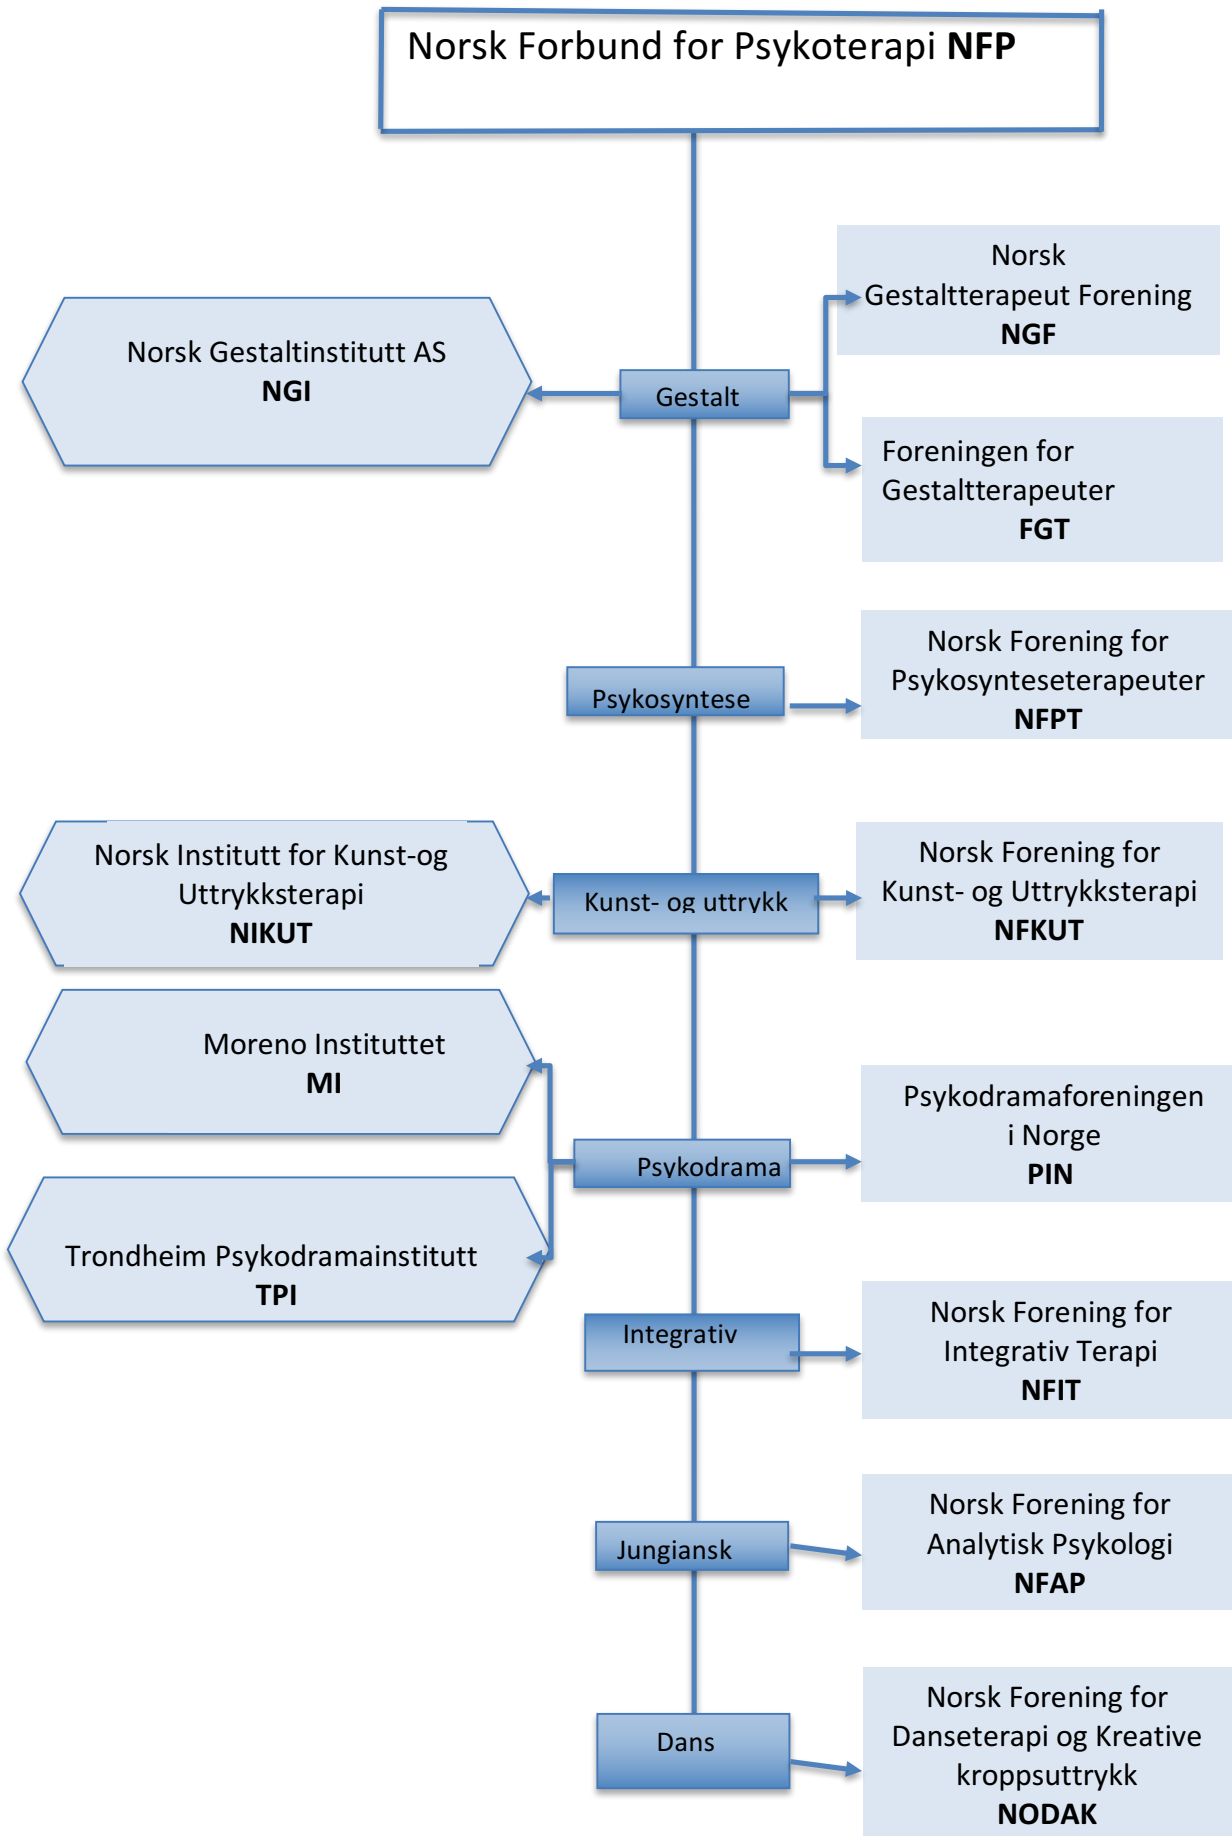 Norsk Forbund for Psykoterapi NFP
Norsk
Gestaltterapeut Forening
NGF
Norsk Gestaltinstitutt AS
NGI
Gestalt
Foreningen for
Gestaltterapeuter
FGT
Psykosyntese
Norsk Forening for
Psykosynteseterapeuter
NFPT
Norsk Institutt for Kunst-og
Uttrykksterapi
NIKUT
Kunst- og uttrykk
Norsk Forening for
Kunst- og Uttrykksterapi
NFKUT
Moreno Instituttet
MI
Psykodrama
Psykodramaforeningen
i Norge
PIN
Trondheim Psykodramainstitutt
TPI
Integrativ
Norsk Forening for
Integrativ Terapi
NFIT
Jungiansk
Norsk Forening for
Analytisk Psykologi
NFAP
Dans
Norsk Forening for
Danseterapi og Kreative
kroppsuttrykk
NODAK